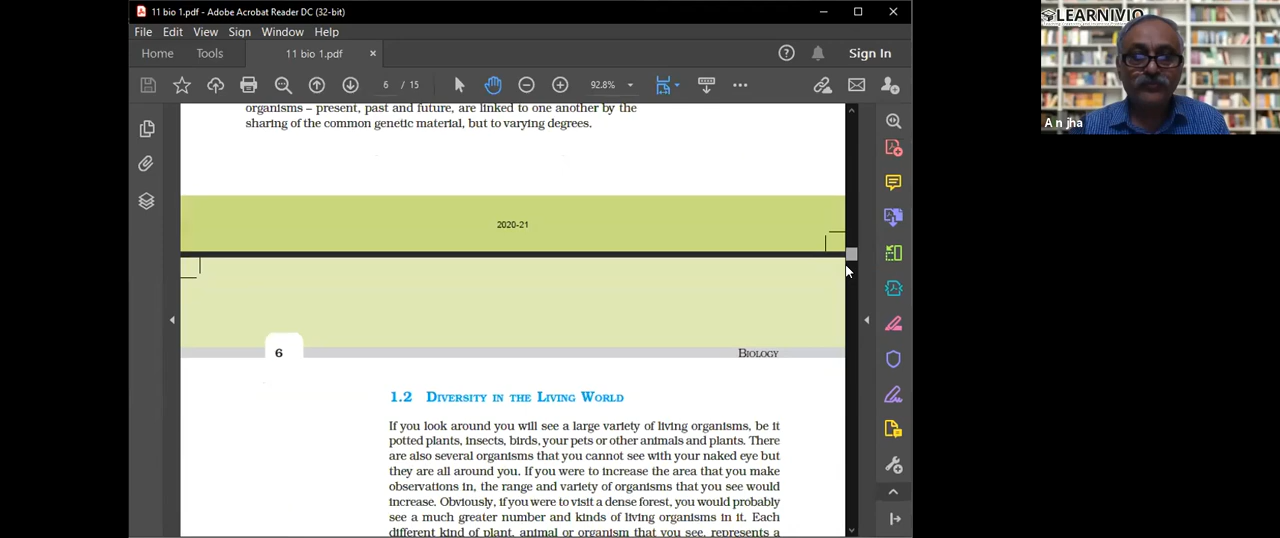 11 bio 1.pdf - Adobe Acrobat Reader DC (32-bit)
File Edit View Sign Window Help
Home Tools 11 bio 1.pdf × Sign In
6 / 15 92.8%
organisms – present, past and future, are linked to one another by the
sharing of the common genetic material, but to varying degrees.
2020-21
6 BIOLOGY
1.2 DIVERSITY IN THE LIVING WORLD
If you look around you will see a large variety of living organisms, be it
potted plants, insects, birds, your pets or other animals and plants. There
are also several organisms that you cannot see with your naked eye but
they are all around you. If you were to increase the area that you make
observations in, the range and variety of organisms that you see would
increase. Obviously, if you were to visit a dense forest, you would probably
see a much greater number and kinds of living organisms in it. Each
different kind of plant, animal or organism that you see, represents a
LEARNIVIO
A n jha